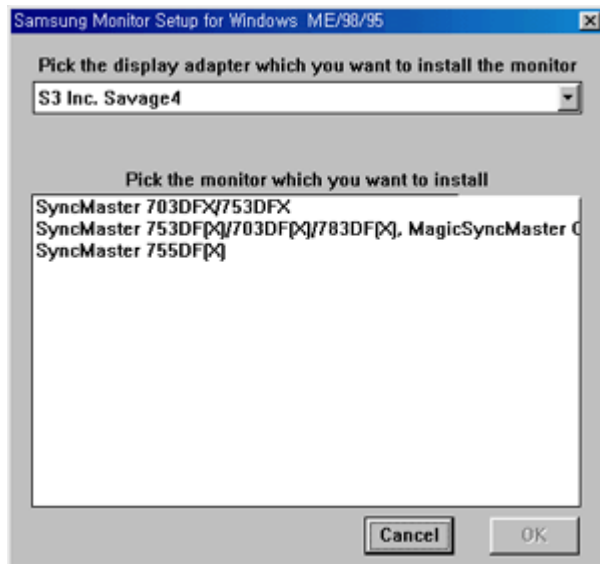 Samsung Monitor Setup for Windows ME/98/95
Pick the display adapter which you want to install the monitor
S3 Inc. Savage4
Pick the monitor which you want to install
SyncMaster 703DFX/753DFX
SyncMaster 753DF[X]/703DF[X]/783DF[X], MagicSyncMaster
SyncMaster 755DF[X]
Cancel
OK